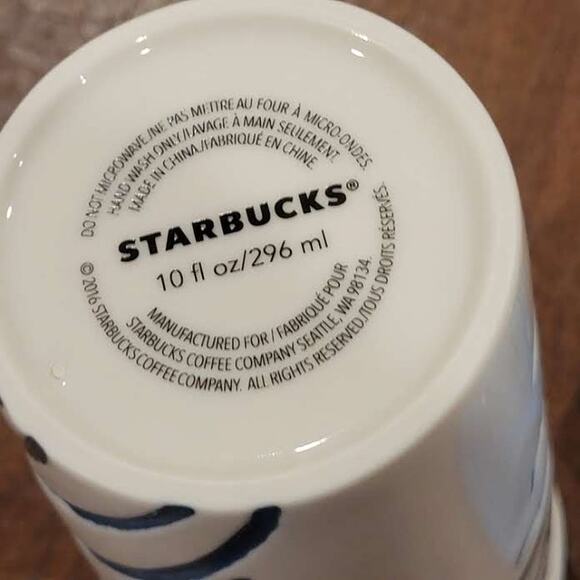 DO NOT MICROWAVE./NE PAS METTRE AU FOUR À MICRO-ONDES.
HAND WASH ONLY./LAVAGE À MAIN SEULEMENT.
MADE IN CHINA./FABRIQUÉ EN CHINE.
STARBUCKS®
10 fl oz/296 ml
MANUFACTURED FOR / FABRIQUÉ POUR
STARBUCKS COFFEE COMPANY SEATTLE, WA 98134.
© 2016 STARBUCKS COFFEE COMPANY. ALL RIGHTS RESERVED./TOUS DROITS RÉSERVÉS.